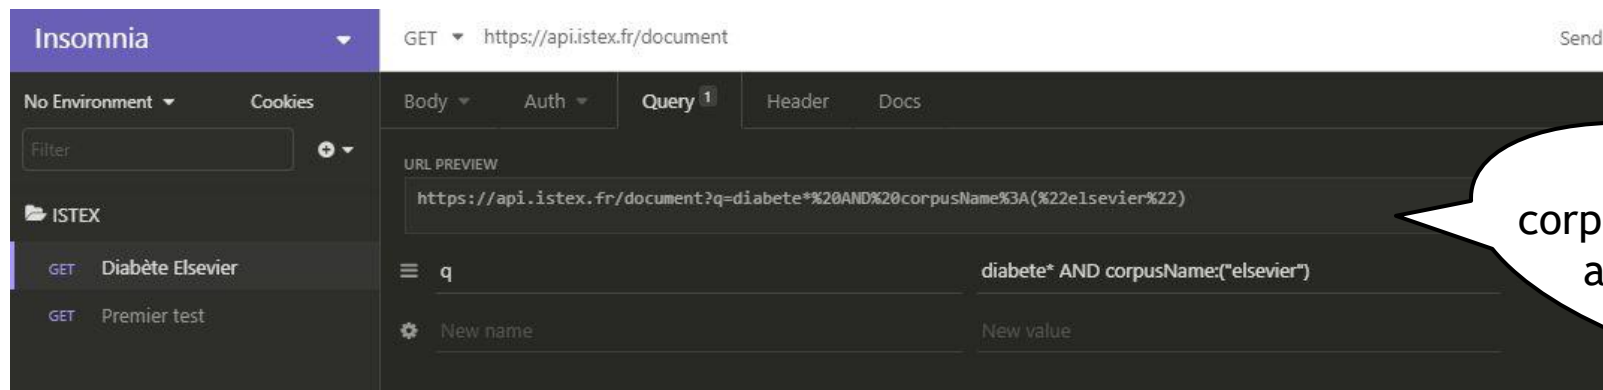 Insomnia
GET https://api.istex.fr/document
Send
No Environment
Cookies
Body
Auth
Query 1
Header
Docs
Filter
URL PREVIEW
https://api.istex.fr/document?q=diabete*%20AND%20corpusName%3A(%22elsevier%22)
ISTEX
GET Diabète Elsevier
q
diabete* AND corpusName:("elsevier")
GET Premier test
New name
New value
corp
a